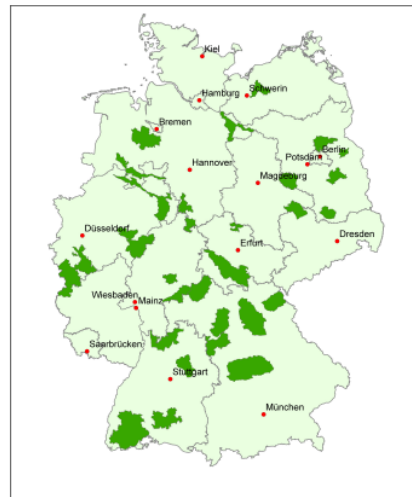 Kiel
Schwerin
Hamburg
Bremen
Berlin
Potsdam
Hannover
Magdeburg
Düsseldorf
Dresden
Erfurt
Wiesbaden
Mainz
Saarbrücken
Stuttgart
München